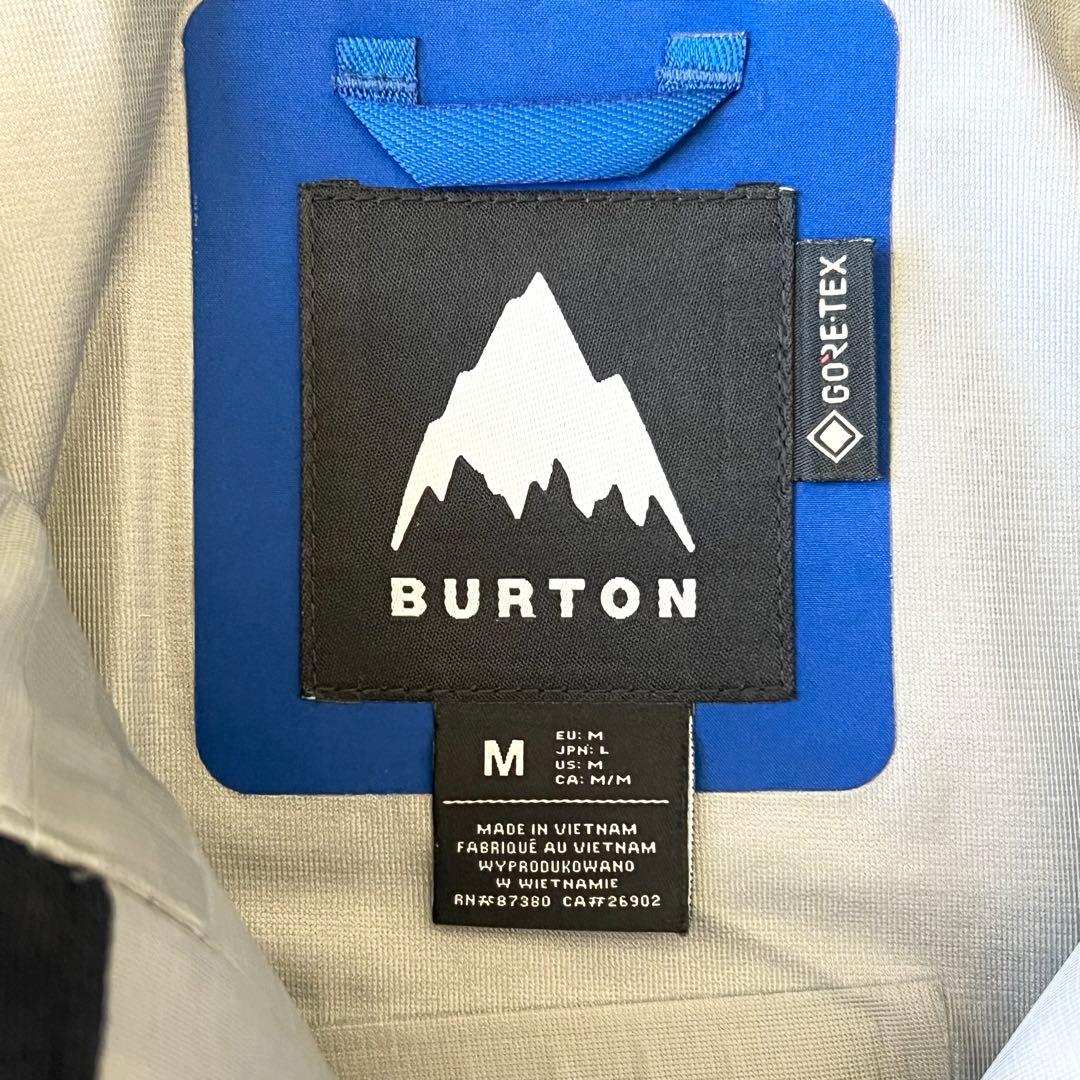 GORE-TEX
BURTON
M
EU: M
JPN: L
US: M
CA: M/M
MADE IN VIETNAM
FABRIQUÉ AU VIETNAM
WYPRODUKOWANO
W WIETNAMIE
RN#87380 CA#26902